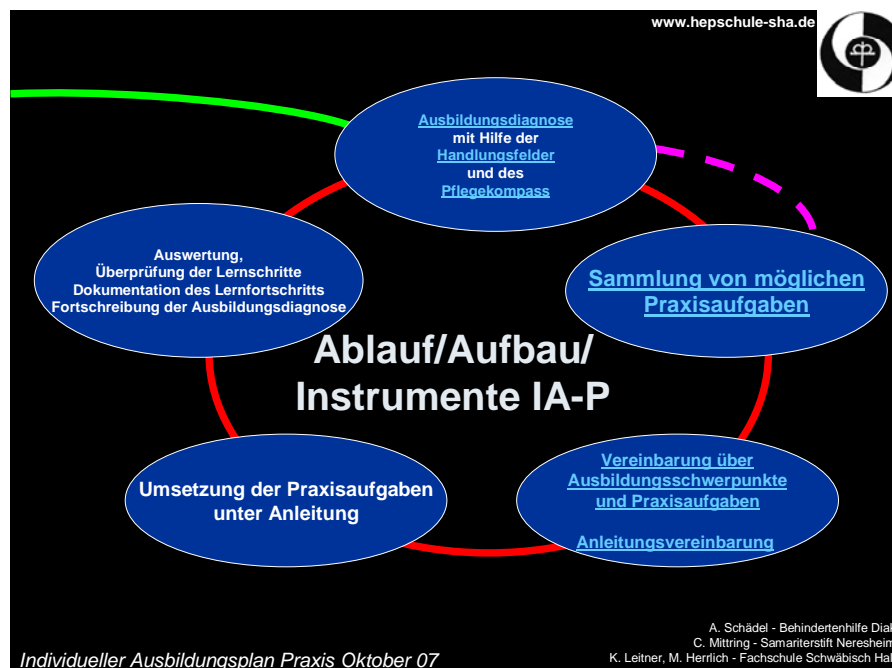 www.hepschule-sha.de
Ausbildungsdiagnose
mit Hilfe der
Handlungsfelder
und des
Pflegekompass
Auswertung,
Überprüfung der Lernschritte
Dokumentation des Lernfortschritts
Fortschreibung der Ausbildungsdiagnose
Sammlung von möglichen
Praxisaufgaben
Ablauf/Aufbau/
Instrumente IA-P
Umsetzung der Praxisaufgaben
unter Anleitung
Vereinbarung über
Ausbildungsschwerpunkte
und Praxisaufgaben
Anleitungsvereinbarung
A. Schädel - Behindertenhilfe Diak
C. Mittring - Samariterstift Neresheim
K. Leitner, M. Herrlich - Fachschule Schwäbisch Hall
Individueller Ausbildungsplan Praxis Oktober 07